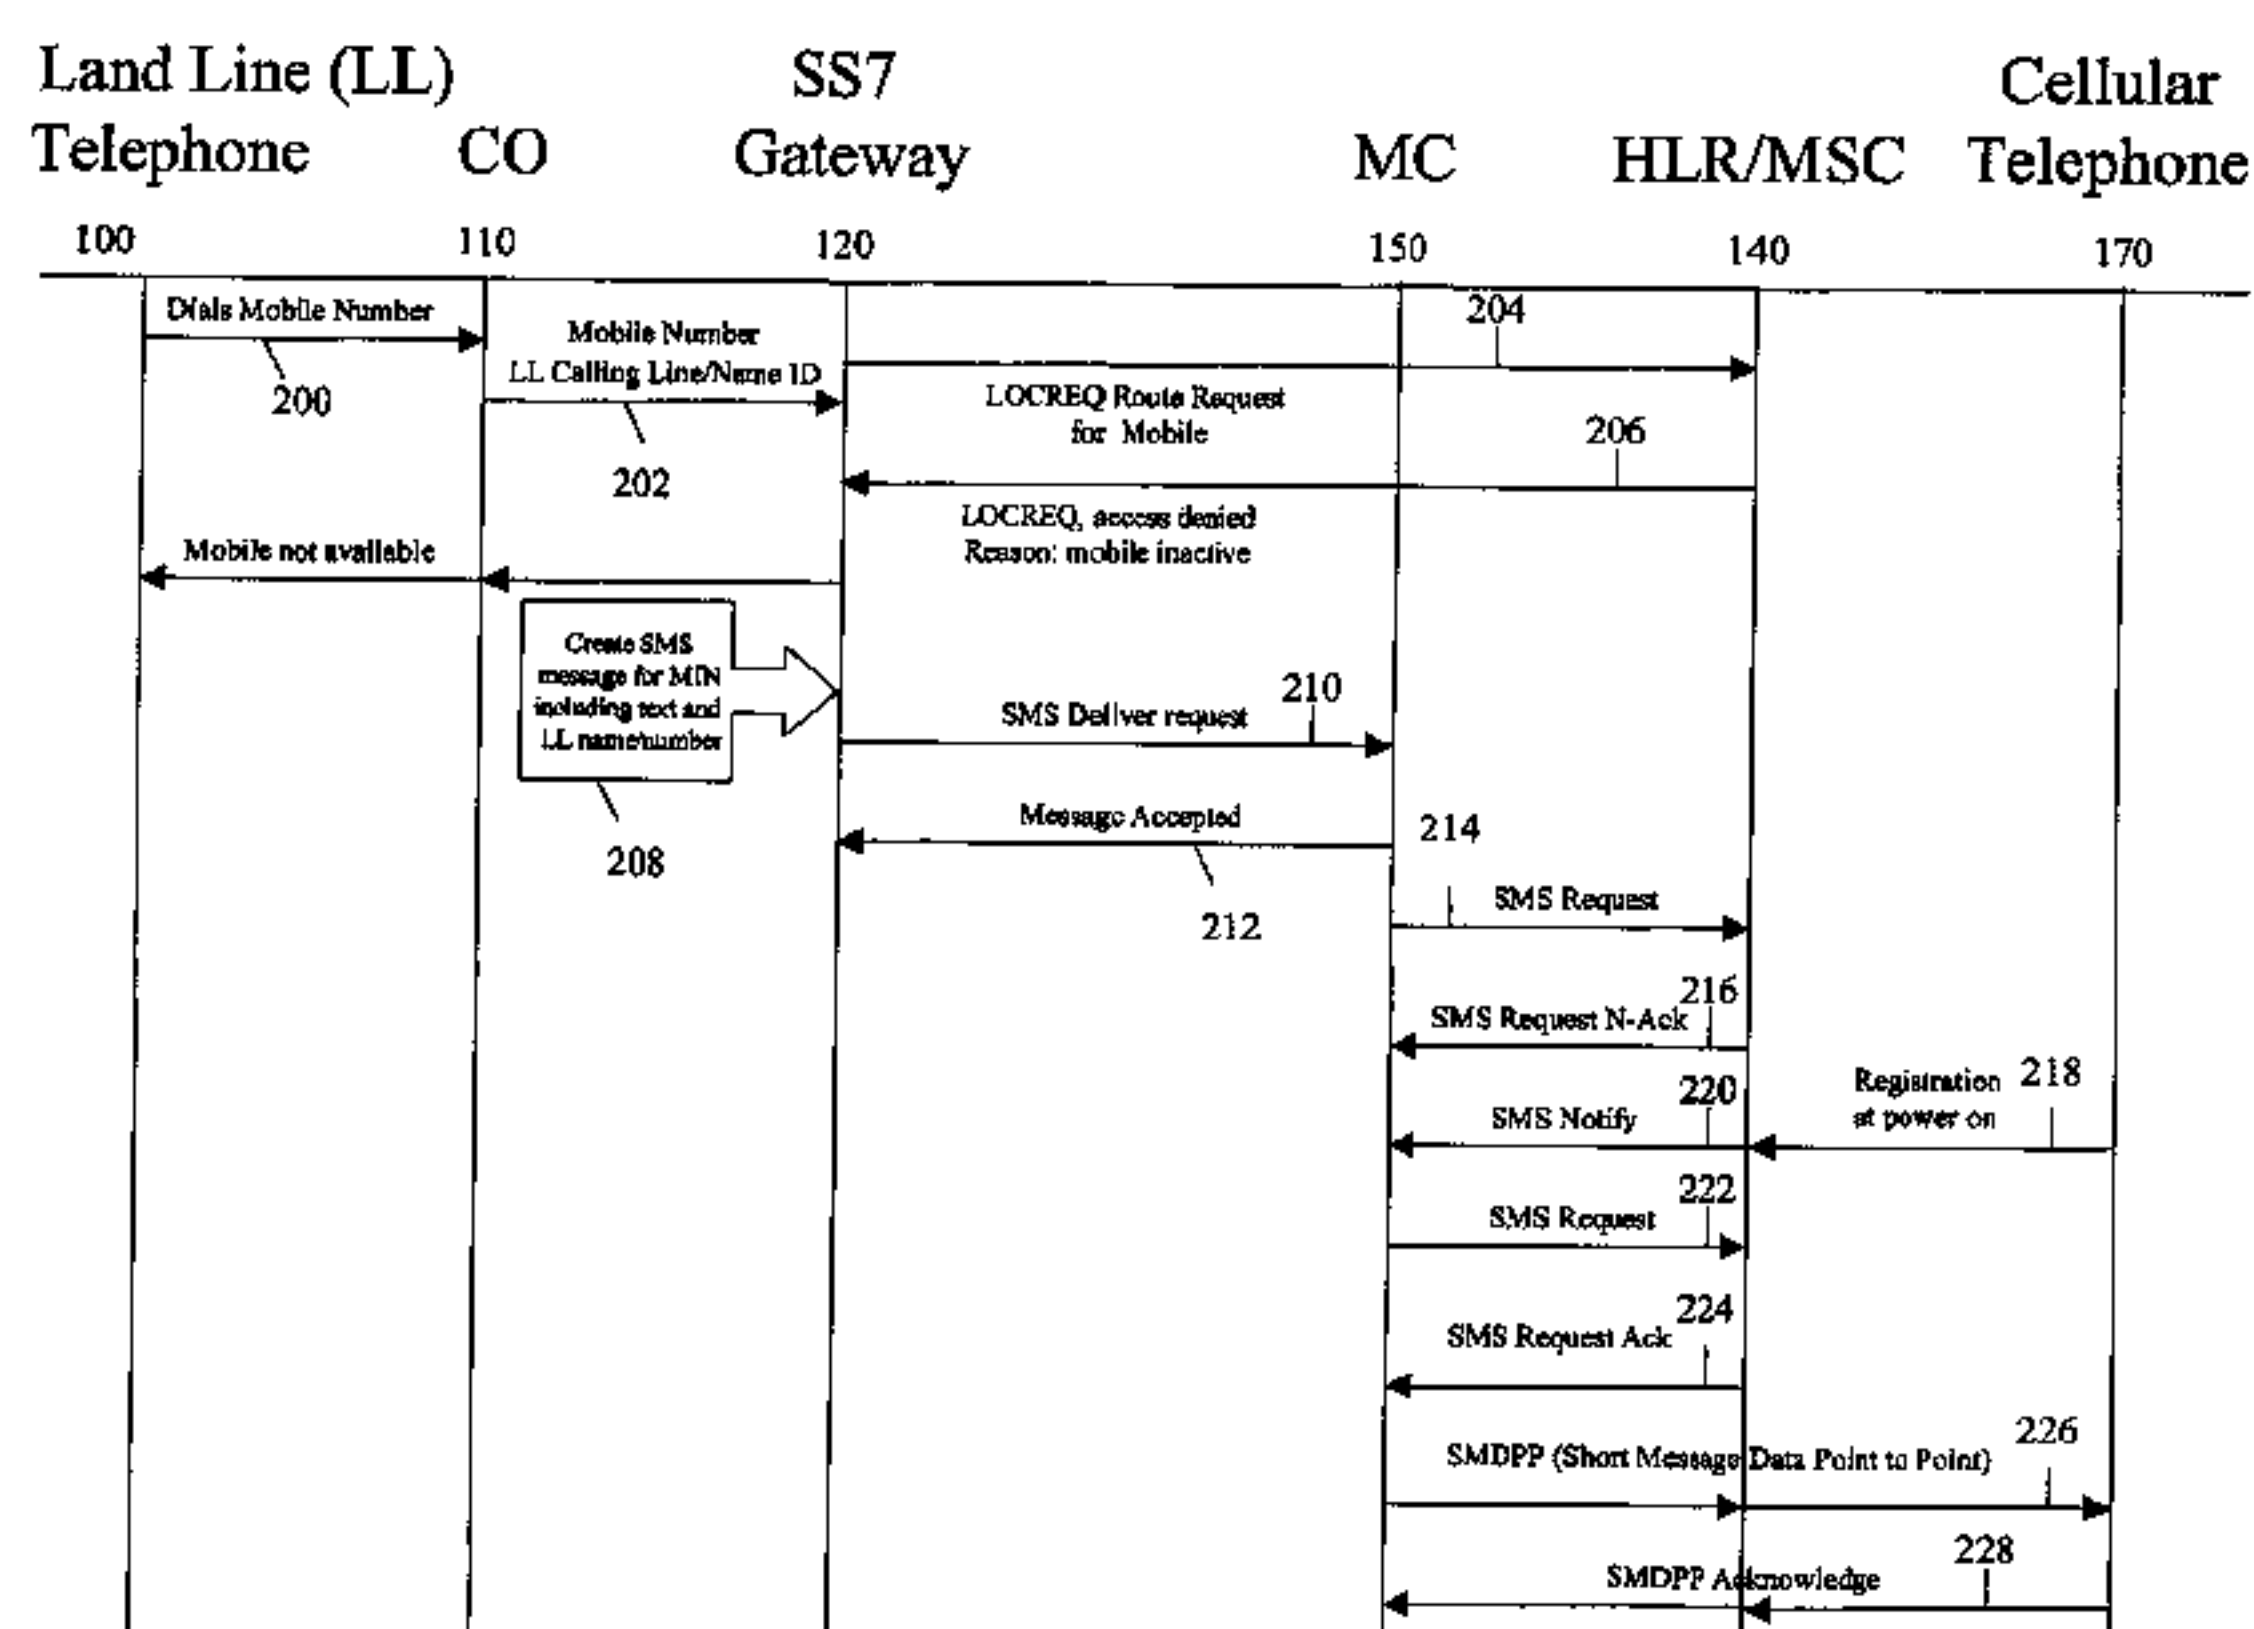 Land Line (LL)
Telephone
CO
SS7
Gateway
MC
HLR/MSC
Cellular
Telephone
100
110
120
150
140
170
Dials Mobile Number
200
Mobile Number
LL Calling Line/Name ID
202
204
LOCREQ Route Request
for Mobile
206
LOCREQ, access denied
Reason: mobile inactive
Mobile not available
Create SMS
message for MIN
including text and
LL name/number
208
210
SMS Deliver request
Message Accepted
212
214
SMS Request
216
SMS Request N-Ack
218
Registration
at power on
220
SMS Notify
222
SMS Request
224
SMS Request Ack
226
SMDPP (Short Message Data Point to Point)
228
SMDPP Acknowledge